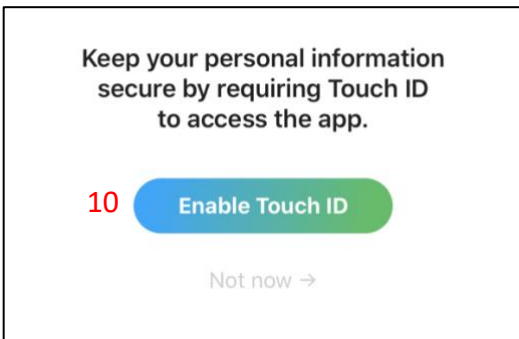 Keep your personal information
secure by requiring Touch ID
to access the app.
10 Enable Touch ID
Not now →